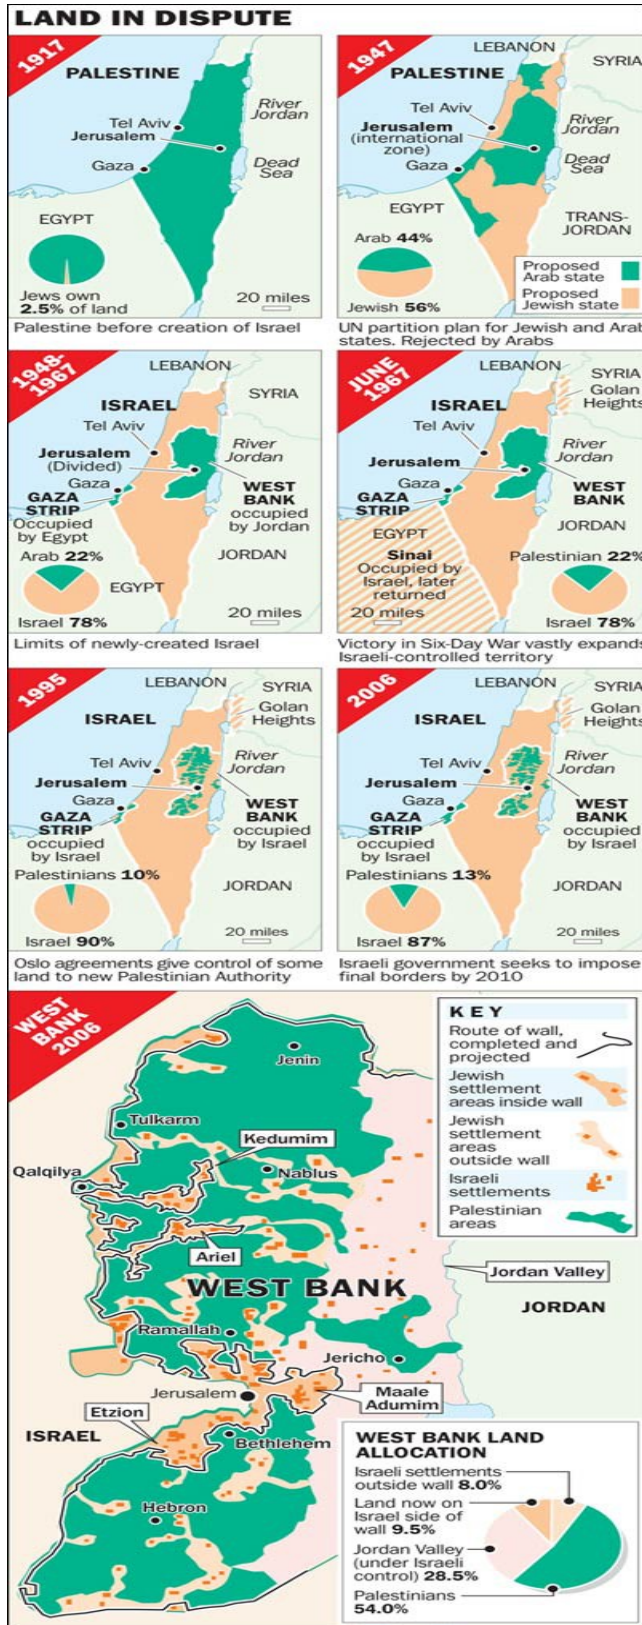 LAND IN DISPUTE
1917
PALESTINE
Tel Aviv
Jerusalem
Gaza
River
Jordan
Dead
Sea
EGYPT
Jews own
2.5% of land
20 miles
Palestine before creation of Israel
1947
LEBANON
SYRIA
PALESTINE
Tel Aviv
Jerusalem
(international
zone)
Gaza
River
Jordan
Dead
Sea
EGYPT
TRANS-
JORDAN
Arab 44%
Jewish 56%
Proposed
Arab state
Proposed
Jewish state
20 miles
UN partition plan for Jewish and Arab
states. Rejected by Arabs
1948-
1967
LEBANON
SYRIA
ISRAEL
Tel Aviv
Jerusalem
(Divided)
River
Jordan
Gaza
GAZA
STRIP
Occupied
by Egypt
WEST
BANK
occupied
by Jordan
Arab 22%
EGYPT
JORDAN
Israel 78%
20 miles
Limits of newly-created Israel
JUNE
1967
LEBANON
SYRIA
Golan
Heights
ISRAEL
Tel Aviv
Jerusalem
River
Jordan
Gaza
GAZA
STRIP
WEST
BANK
EGYPT
Sinai
Occupied by
Israel, later
returned
JORDAN
Palestinian 22%
Israel 78%
20 miles
Victory in Six-Day War vastly expands
Israeli-controlled territory
1995
LEBANON
SYRIA
Golan
Heights
ISRAEL
Tel Aviv
River
Jordan
Jerusalem
Gaza
GAZA
STRIP
occupied
by Israel
WEST
BANK
occupied
by Israel
Palestinians 10%
JORDAN
Israel 90%
20 miles
Oslo agreements give control of some
land to new Palestinian Authority
2006
LEBANON
SYRIA
Golan
Heights
ISRAEL
Tel Aviv
River
Jordan
Jerusalem
Gaza
GAZA
STRIP
occupied
by Israel
WEST
BANK
occupied
by Israel
Palestinians 13%
JORDAN
Israel 87%
20 miles
Israeli government seeks to impose
final borders by 2010
WEST
BANK
2006
KEY
Route of wall,
completed and
projected
Jewish
settlement
areas inside wall
Jewish
settlement
areas
outside wall
Israeli
settlements
Palestinian
areas
Jenin
Tulkarm
Kedumim
Qalqilya
Nablus
Ariel
WEST BANK
Jordan Valley
JORDAN
Ramallah
Jericho
Jerusalem
Maale
Adumim
Etzion
ISRAEL
Bethlehem
Hebron
WEST BANK LAND
ALLOCATION
Israeli settlements
outside wall 8.0%
Land now on
Israel side of
wall 9.5%
Jordan Valley
(under Israeli
control) 28.5%
Palestinians
54.0%